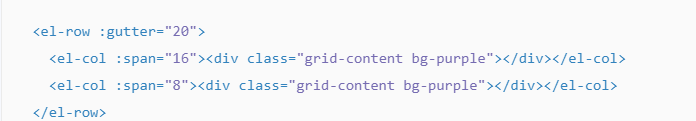 <el-row :gutter="20">
<el-col :span="16"><div class="grid-content bg-purple"></div></el-col>
<el-col :span="8"><div class="grid-content bg-purple"></div></el-col>
</el-row>